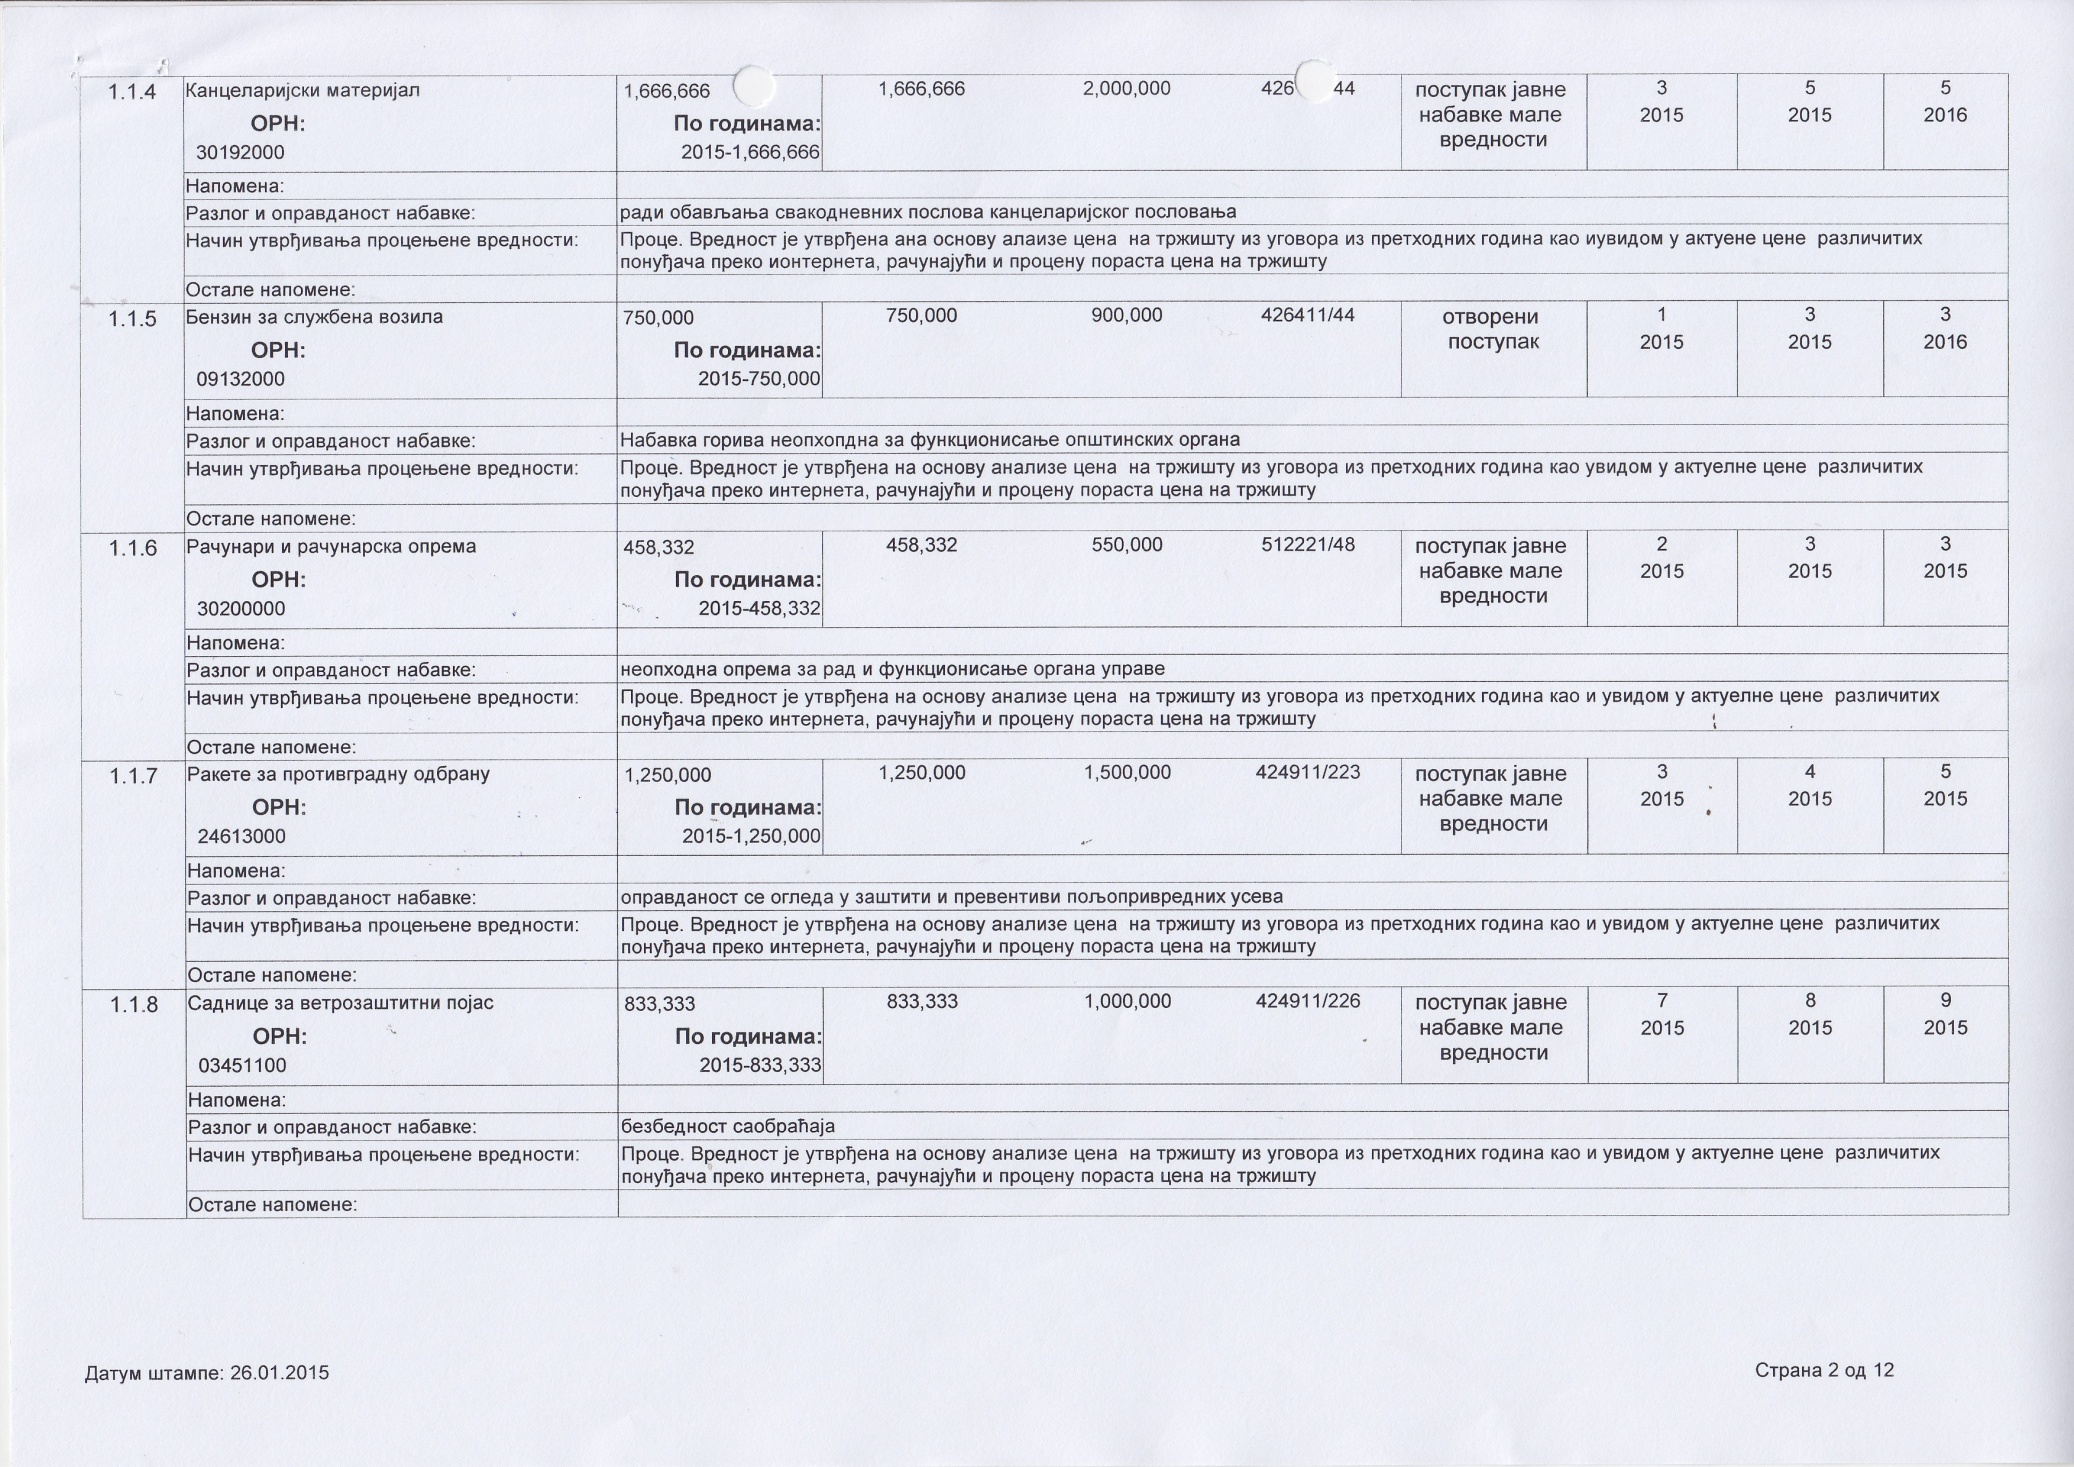 1.1.4 Канцеларијски материјал 1,666,666 1,666,666 2,000,000 426 44 поступак јавне набавке мале вредности 3 2015 5 2015 5 2016
ОРН: По годинама:
30192000 2015-1,666,666
Напомена:
Разлог и оправданост набавке: ради обављања свакодневних послова канцеларијског пословања
Начин утврђивања процењене вредности: Проце. Вредност је утврђена ана основу алаизе цена на тржишту из уговора из претходних година као иувидом у актуене цене различитих
понуђача преко ионтернета, рачунајући и процену пораста цена на тржишту
Остале напомене:
1.1.5 Бензин за службена возила 750,000 750,000 900,000 426411/44 отворени поступак 1 2015 3 2015 3 2016
ОРН: По годинама:
09132000 2015-750,000
Напомена:
Разлог и оправданост набавке: Набавка горива неопхопдна за функционисање општинских органа
Начин утврђивања процењене вредности: Проце. Вредност је утврђена на основу анализе цена на тржишту из уговора из претходних година као увидом у актуелне цене различитих
понуђача преко интернета, рачунајући и процену пораста цена на тржишту
Остале напомене:
1.1.6 Рачунари и рачунарска опрема 458,332 458,332 550,000 512221/48 поступак јавне набавке мале вредности 2 2015 3 2015 3 2015
ОРН: По годинама:
30200000 2015-458,332
Напомена:
Разлог и оправданост набавке: неопходна опрема за рад и функционисање органа управе
Начин утврђивања процењене вредности: Проце. Вредност је утврђена на основу анализе цена на тржишту из уговора из претходних година као и увидом у актуелне цене различитих
понуђача преко интернета, рачунајући и процену пораста цена на тржишту
Остале напомене:
1.1.7 Ракете за противградну одбрану 1,250,000 1,250,000 1,500,000 424911/223 поступак јавне набавке мале вредности 3 2015 4 2015 5 2015
ОРН: По годинама:
24613000 2015-1,250,000
Напомена:
Разлог и оправданост набавке: оправданост се огледа у заштити и превентиви пољопривредних усева
Начин утврђивања процењене вредности: Проце. Вредност је утврђена на основу анализе цена на тржишту из уговора из претходних година као и увидом у актуелне цене различитих
понуђача преко интернета, рачунајући и процену пораста цена на тржишту
Остале напомене:
1.1.8 Саднице за ветрозаштитни појас 833,333 833,333 1,000,000 424911/226 поступак јавне набавке мале вредности 7 2015 8 2015 9 2015
ОРН: По годинама:
03451100 2015-833,333
Напомена:
Разлог и оправданост набавке: безбедност саобраћаја
Начин утврђивања процењене вредности: Проце. Вредност је утврђена на основу анализе цена на тржишту из уговора из претходних година као и увидом у актуелне цене различитих
понуђача преко интернета, рачунајући и процену пораста цена на тржишту
Остале напомене:
Датум штампе: 26.01.2015 Страна 2 од 12